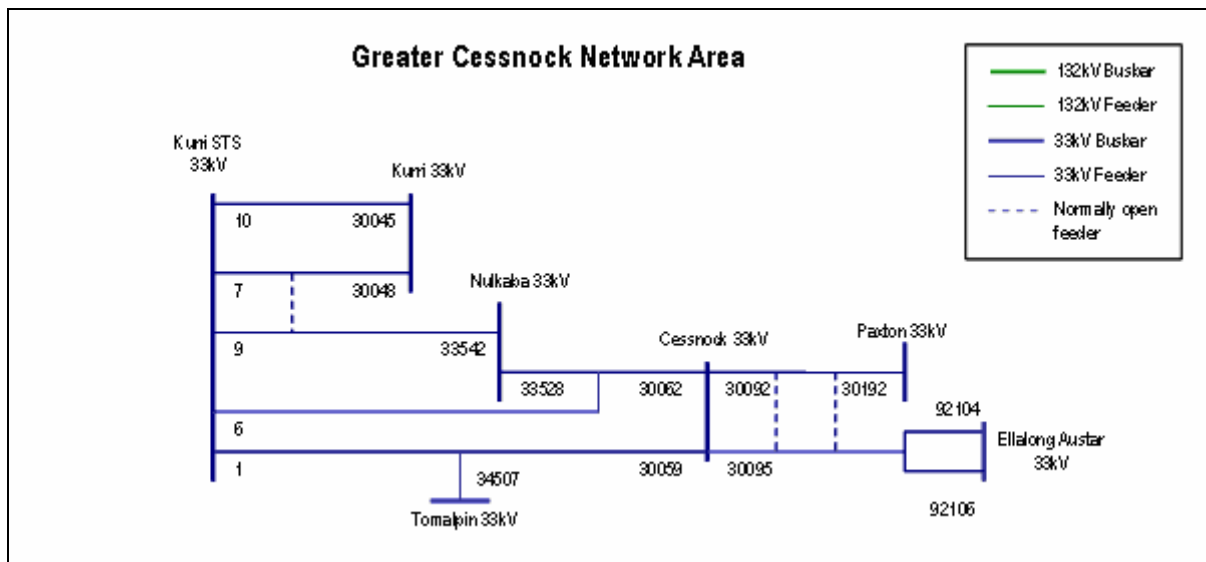 Greater Cessnock Network Area
132kV Busbar
132kV Feeder
33kV Busbar
33kV Feeder
Normally open
feeder
Kurri STS
33kV
Kurri 33kV
10
30045
7
30048
Nulkaba 33kV
9
33542
Cessnock 33kV
Paxton 33kV
33528
30062
30092
30192
6
92104
Ellalong Austar
33kV
1
34507
30059
30095
92106
Tomalpin 33kV